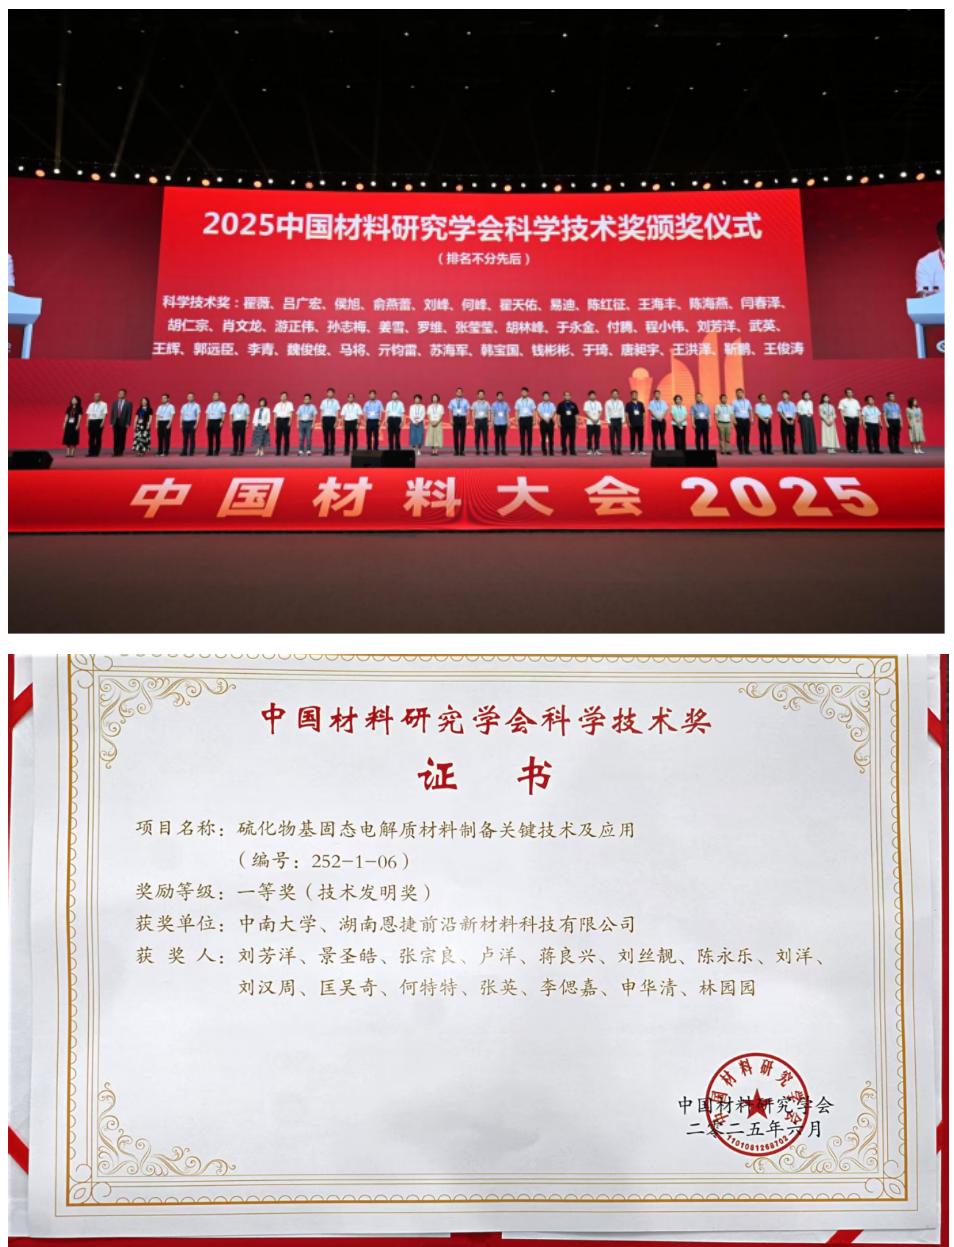 2025中国材料研究学会科学技术奖颁奖仪式
（排名不分先后）
科学技术奖：翟薇、吕广宏、侯旭、俞燕蕾、刘峰、何峰、翟天佑、易迪、陈红征、王海丰、陈海燕、闫春泽、
胡仁宗、肖文龙、游正伟、孙志梅、姜雪、罗维、张莹莹、胡林峰、于永金、付腾、程小伟、刘芳洋、武英、
王辉、郭远臣、李青、魏俊俊、马将、亓钧雷、苏海军、韩宝国、钱彬彬、于琦、唐昶宇、王洪泽、靳鹏、王俊涛
中国材料大会2025
中国材料研究学会科学技术奖
证 书
项目名称：硫化物基固态电解质材料制备关键技术及应用
（编号：252-1-06）
奖励等级：一等奖（技术发明奖）
获奖单位：中南大学、湖南恩捷前沿新材料科技有限公司
获 奖 人：刘芳洋、景圣皓、张宗良、卢洋、蒋良兴、刘丝靓、陈永乐、刘洋、
刘汉周、匡吴奇、何特特、张英、李偲嘉、申华清、林园园
中国材料研究学会
中国材料研究学会
二零二五年六月
1101081268702